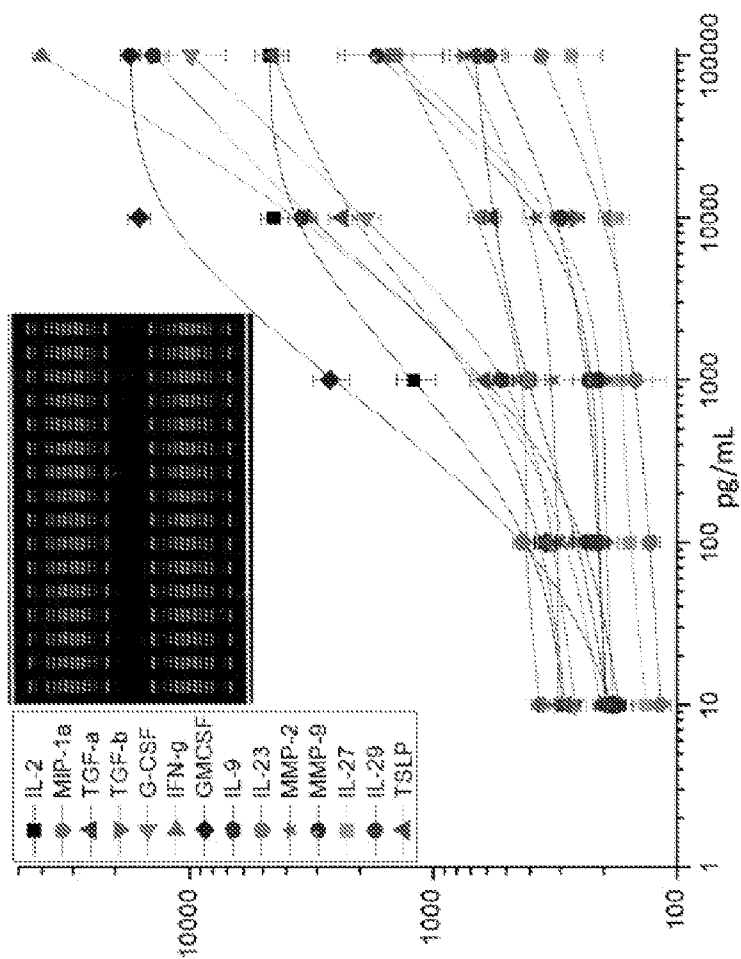 IL-2
MIP-1a
TGF-a
TGF-b
G-CSF
IFN-g
GMCSF
IL-9
IL-23
MMP-2
MMP-9
IL-27
IL-29
TSLP
10000
1000
100
1
10
100
1000
10000
100000
pg/mL